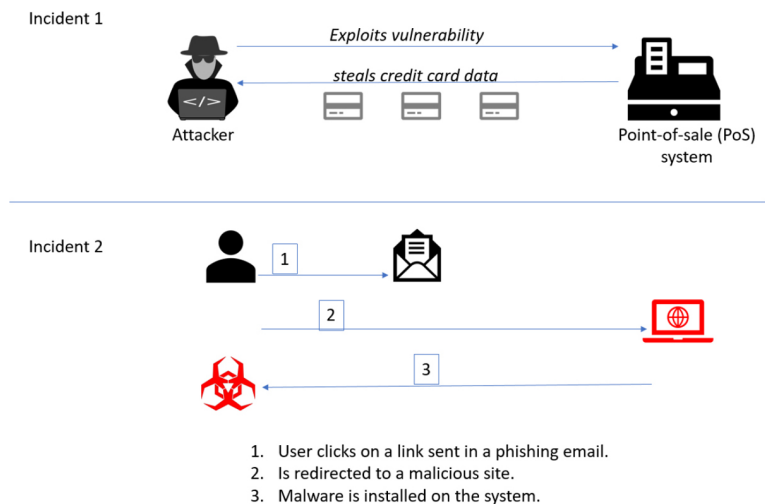 Incident 1
Exploits vulnerability
steals credit card data
</>
Attacker
Point-of-sale (PoS)
system
Incident 2
1
2
3
1. User clicks on a link sent in a phishing email.
2. Is redirected to a malicious site.
3. Malware is installed on the system.